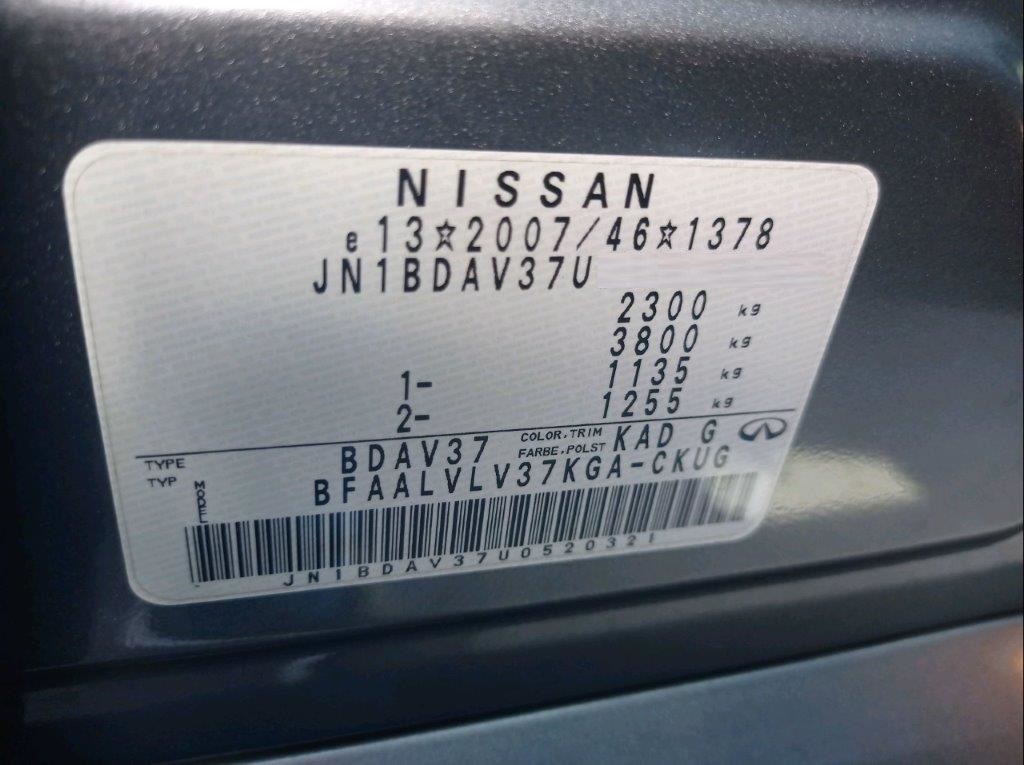 NISSAN
e13☆2007/46☆1378
JN1BDAV37U
2300 kg
3800 kg
1- 1135 kg
2- 1255 kg
TYPE BDAV37 COLOR,TRIM KAD G
TYP FARBE,POLST
MODEL BFAALVLV37KGA-CKUG
JN1BDAV37U0520321